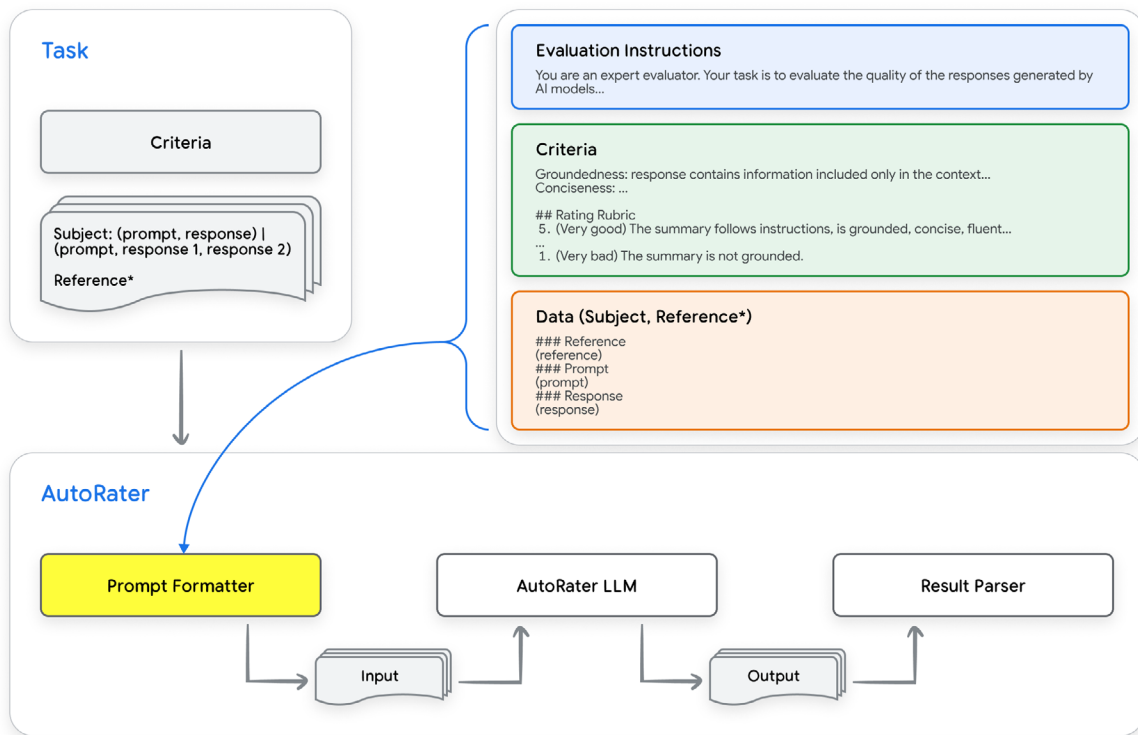 Task
Criteria
Subject: (prompt, response) |
(prompt, response 1, response 2)
Reference*
Evaluation Instructions
You are an expert evaluator. Your task is to evaluate the quality of the responses generated by
AI models...
Criteria
Groundedness: response contains information included only in the context...
Conciseness: ...
## Rating Rubric
5. (Very good) The summary follows instructions, is grounded, concise, fluent...
...
1. (Very bad) The summary is not grounded.
Data (Subject, Reference*)
### Reference
(reference)
### Prompt
(prompt)
### Response
(response)
AutoRater
Prompt Formatter
AutoRater LLM
Result Parser
Input
Output